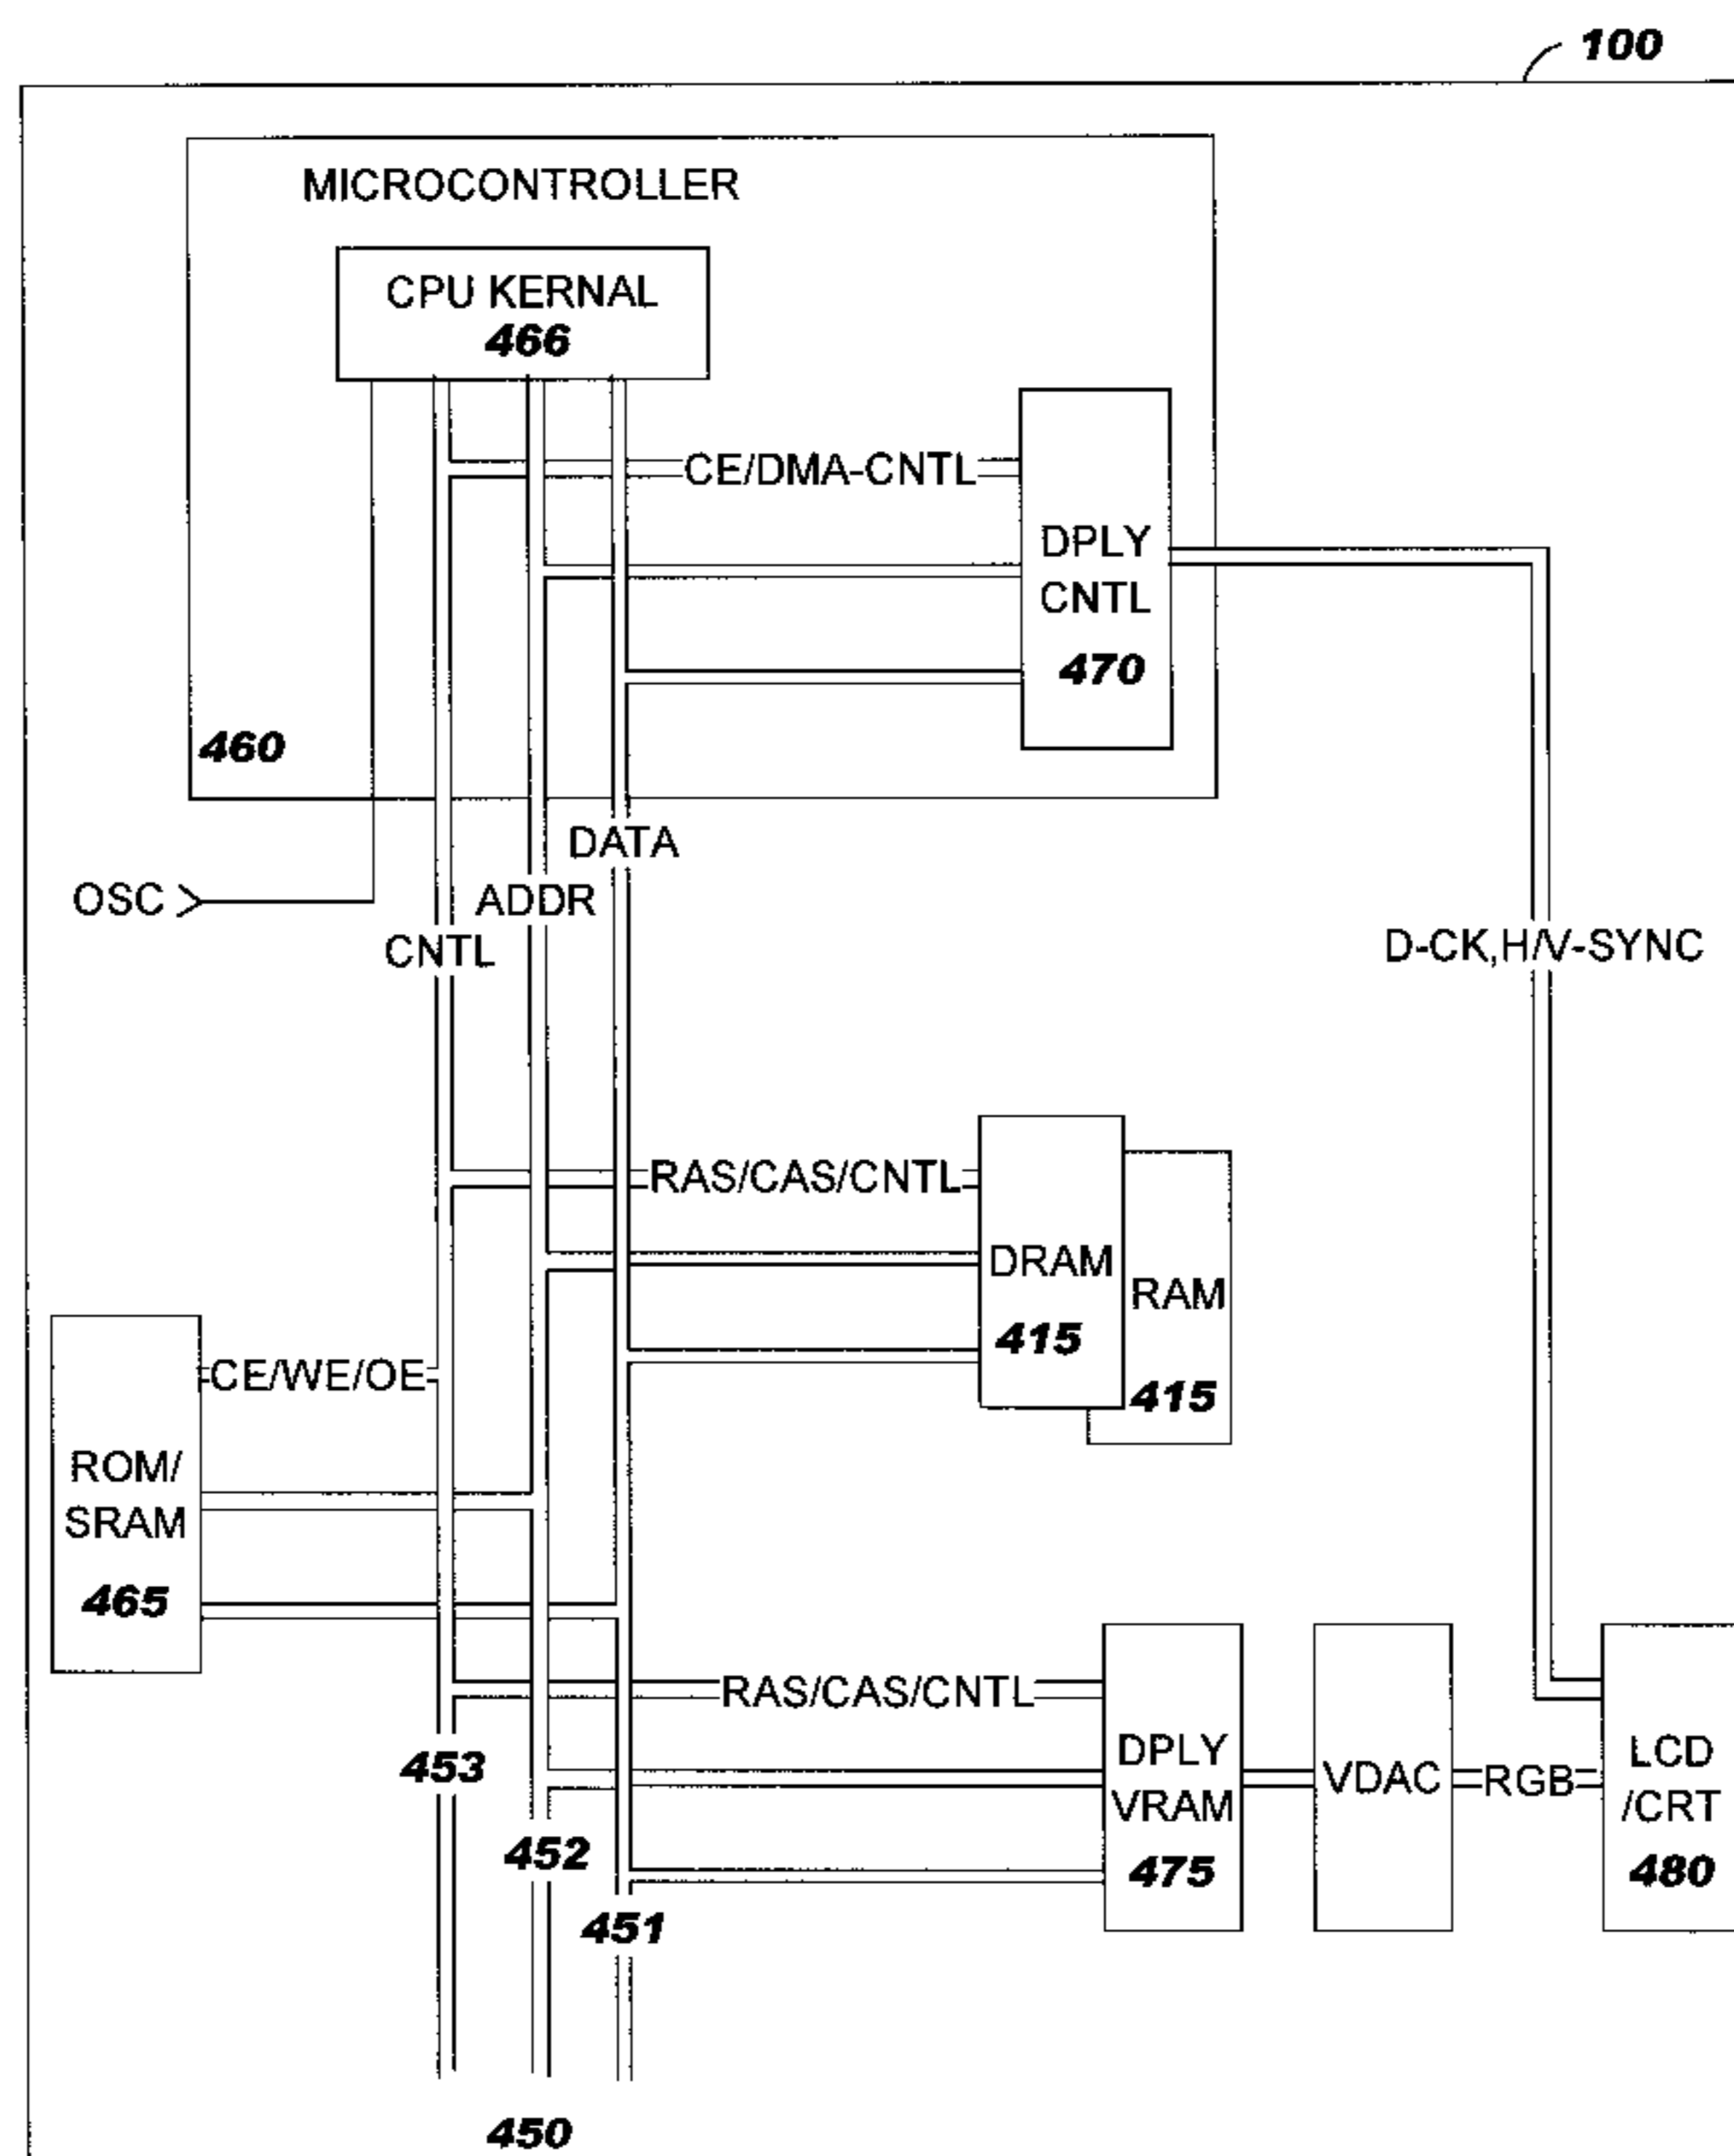 100
MICROCONTROLLER
CPU KERNAL
466
CE/DMA-CNTL
DPLY
CNTL
470
460
DATA
OSC
ADDR
CNTL
D-CK,H/V-SYNC
RAS/CAS/CNTL
DRAM
415
RAM
415
CE/WE/OE
ROM/
SRAM
465
RAS/CAS/CNTL
453
452
451
DPLY
VRAM
475
VDAC
RGB
LCD
/CRT
480
450